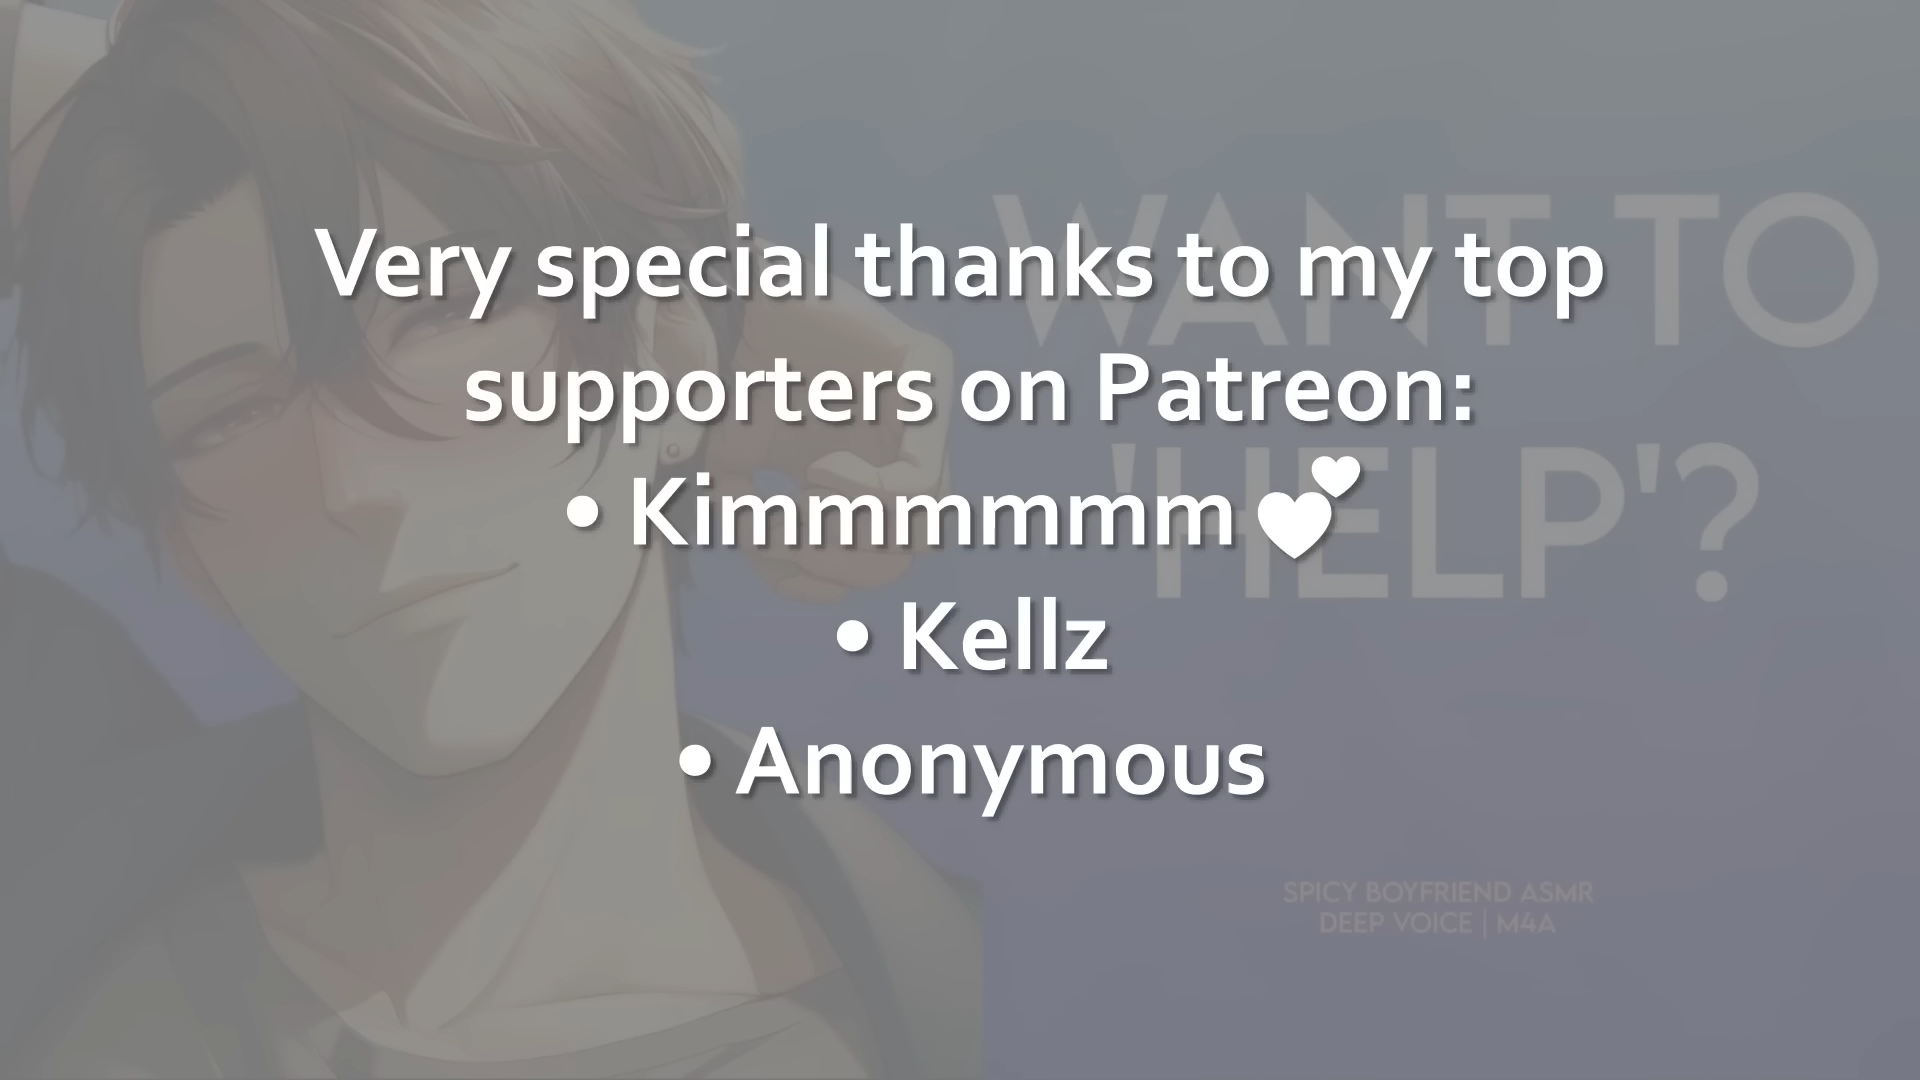 Very special thanks to my top
supporters on Patreon:
• Kimmmmmm 💕
• Kellz
• Anonymous
WANT TO
'HELP'?
SPICY BOYFRIEND ASMR
DEEP VOICE | M4A